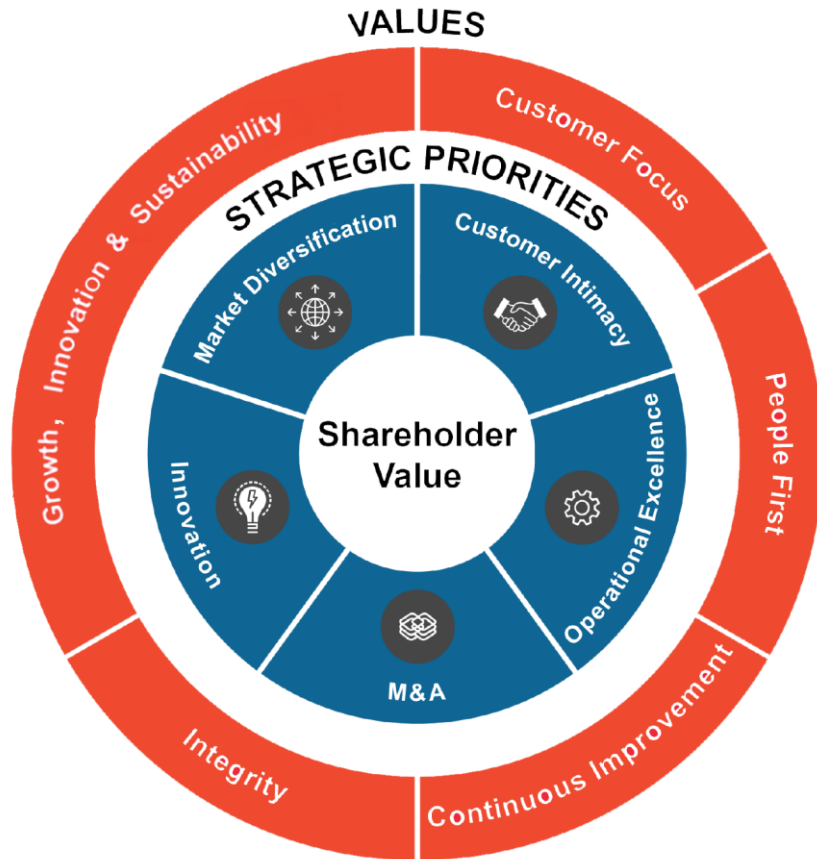 VALUES
Customer Focus
People First
Continuous Improvement
Integrity
Growth, Innovation & Sustainability
STRATEGIC PRIORITIES
Customer Intimacy
Operational Excellence
M&A
Innovation
Market Diversification
Shareholder
Value